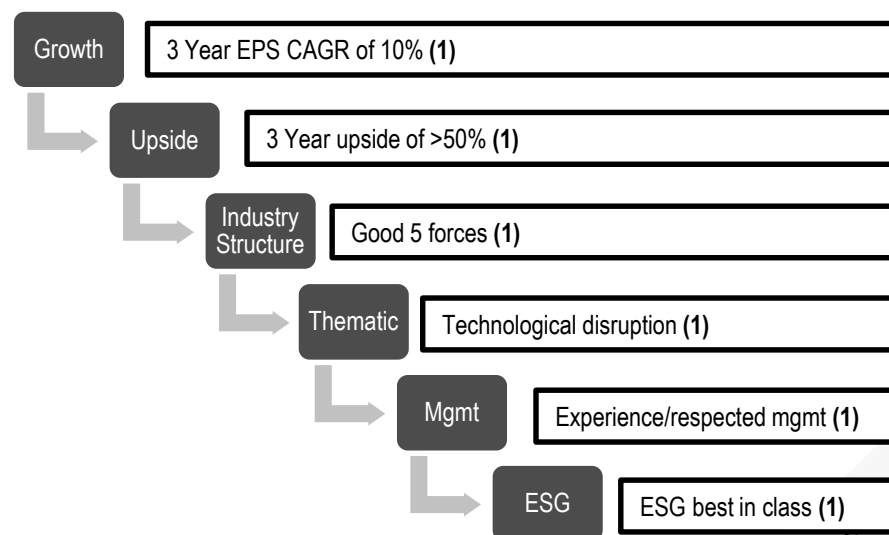 Growth
3 Year EPS CAGR of 10% (1)
Upside
3 Year upside of >50% (1)
Industry
Structure
Good 5 forces (1)
Thematic
Technological disruption (1)
Mgmt
Experience/respected mgmt (1)
ESG
ESG best in class (1)